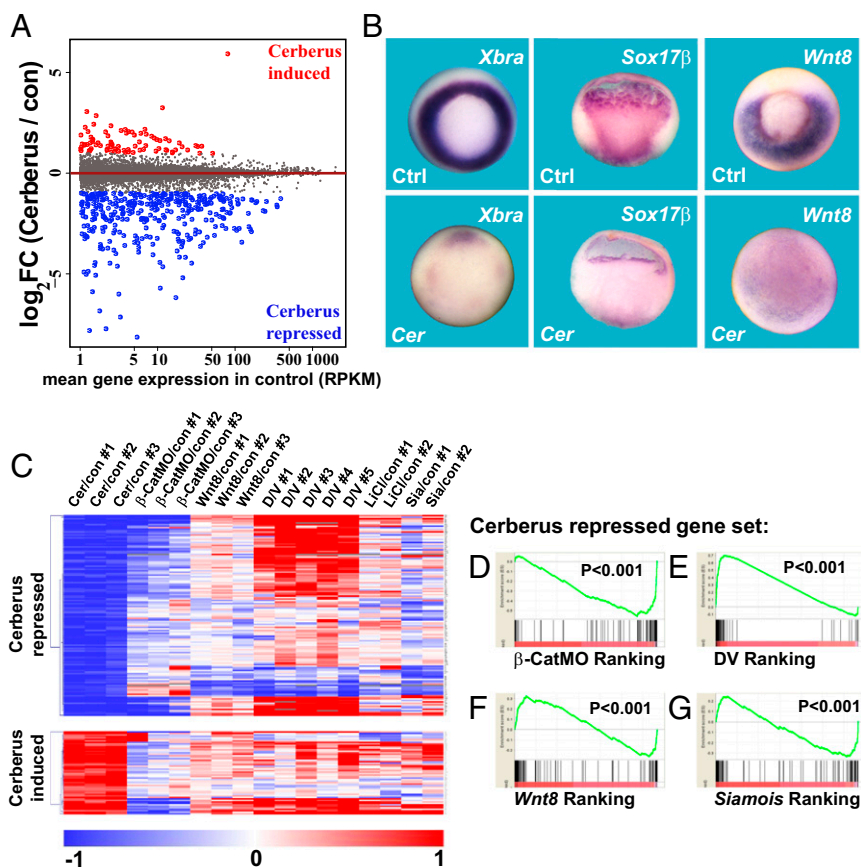 A
Cerberus
induced
5
0
−5
log2FC (Cerberus / con)
Cerberus
repressed
1
5
10
50
100
500
1000
mean gene expression in control (RPKM)
B
Xbra
Ctrl
Sox17β
Ctrl
Wnt8
Ctrl
Xbra
Cer
Sox17β
Cer
Wnt8
Cer
C
Cer/con #1
Cer/con #2
Cer/con #3
β-CatMO/con #1
β-CatMO/con #2
β-CatMO/con #3
Wnt8/con #1
Wnt8/con #2
Wnt8/con #3
D/V #1
D/V #2
D/V #3
D/V #4
D/V #5
LiCl/con #1
LiCl/con #2
Sia/con #1
Sia/con #2
Cerberus
repressed
Cerberus
induced
-1
0
1
Cerberus repressed gene set:
D
P<0.001
β-CatMO Ranking
E
P<0.001
DV Ranking
F
P<0.001
Wnt8 Ranking
G
P<0.001
Siamois Ranking